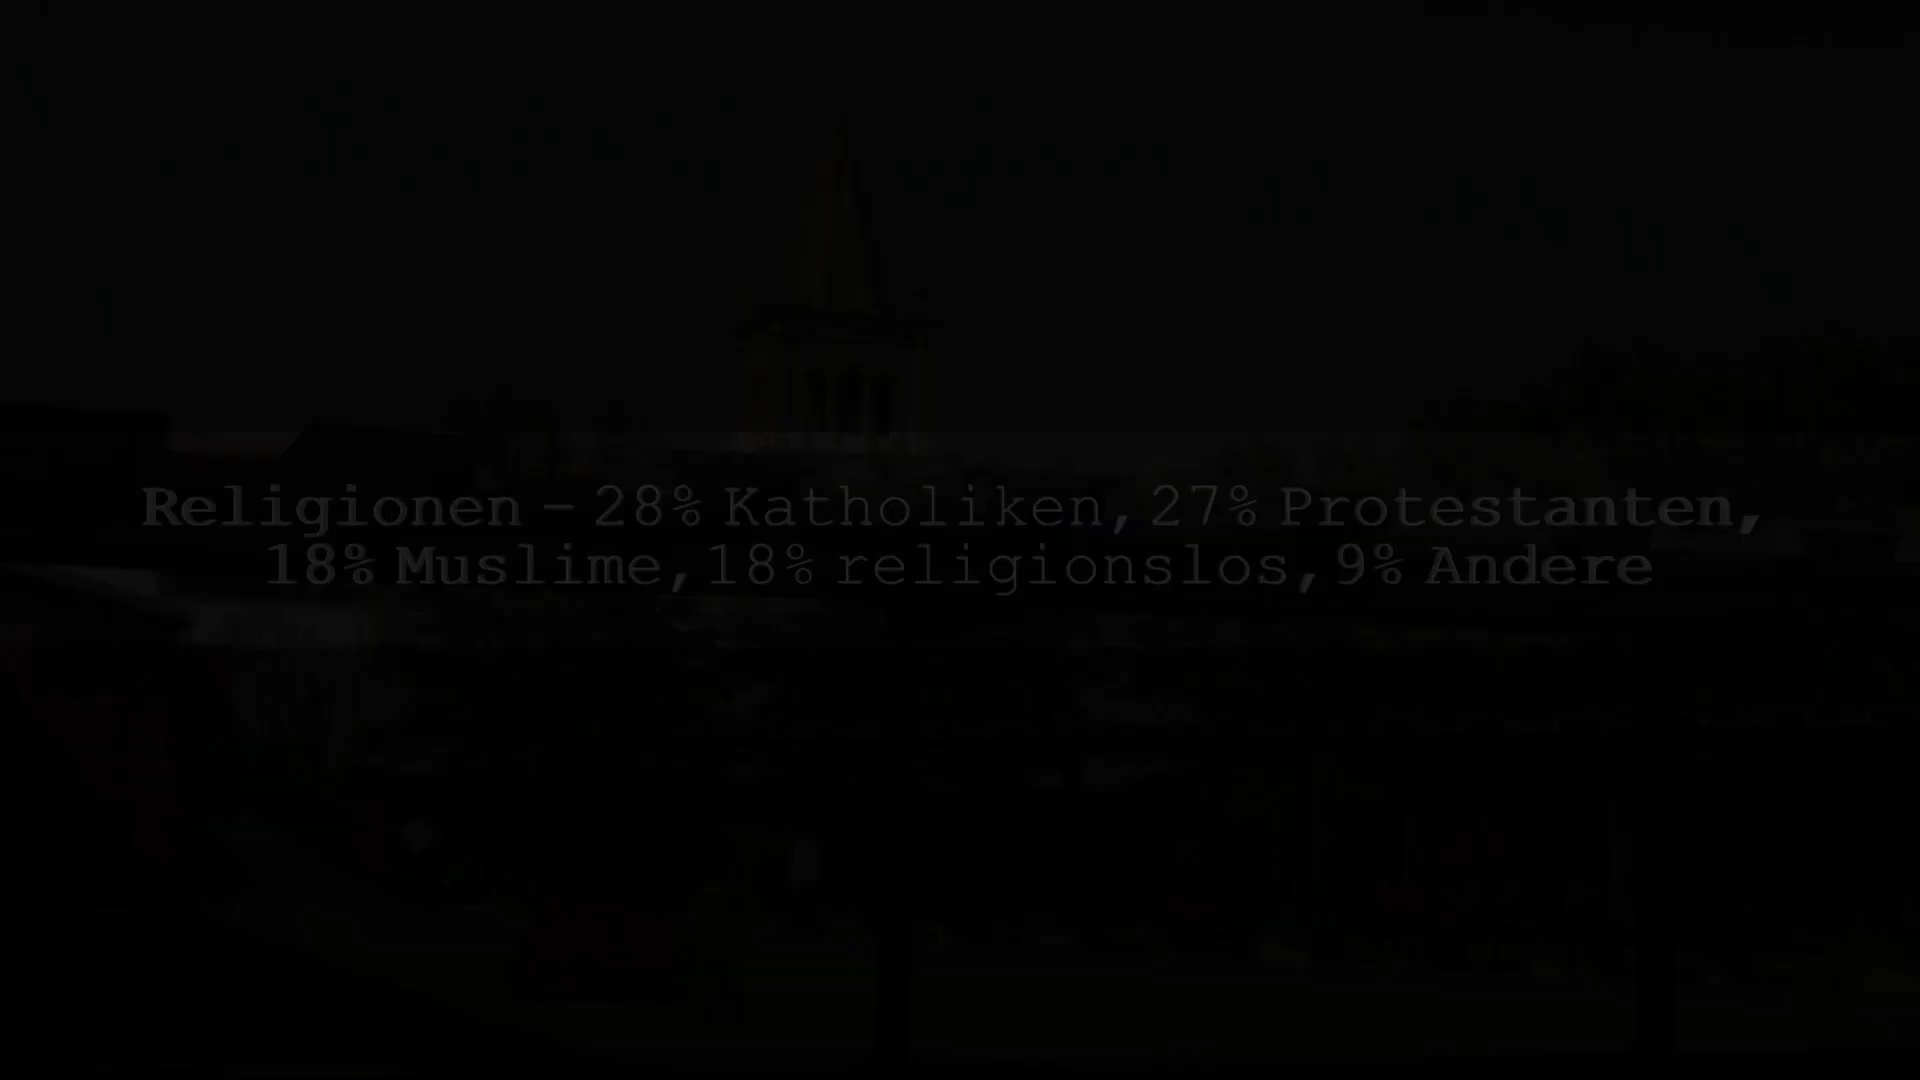 Religionen – 28% Katholiken, 27% Protestanten,
18% Muslime, 18% religionslos, 9% Andere